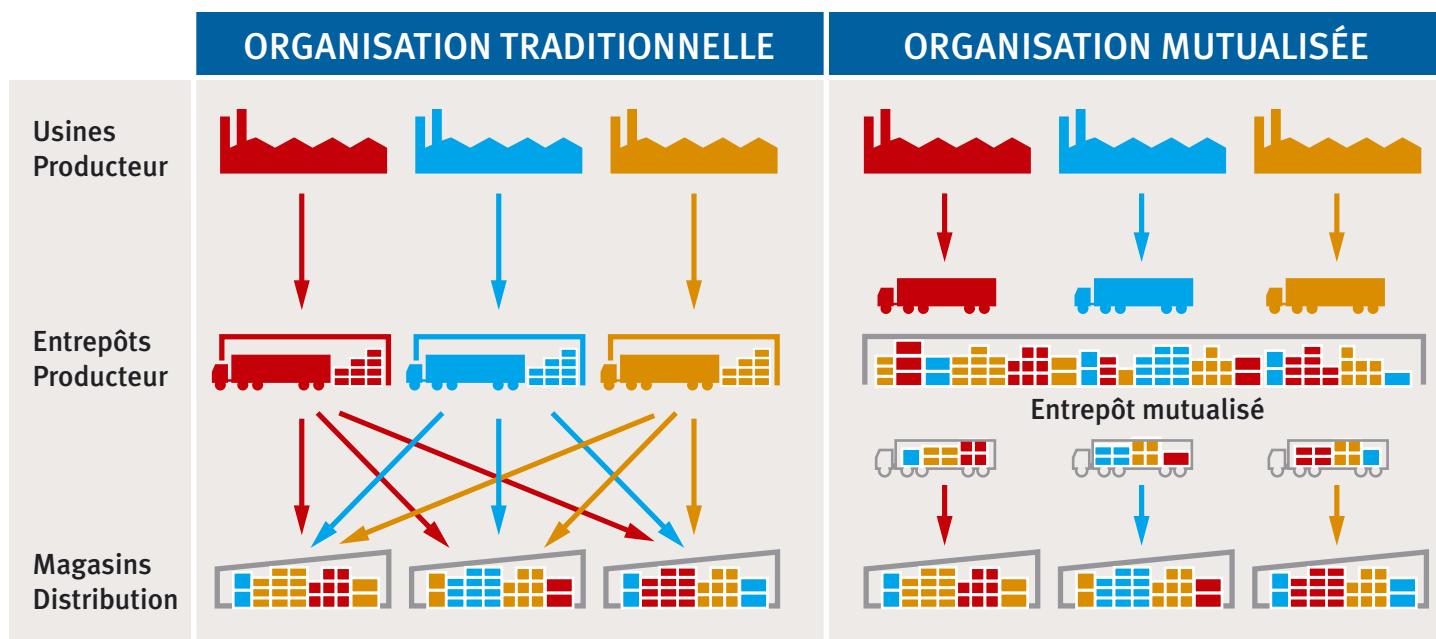 ORGANISATION TRADITIONNELLE
ORGANISATION MUTUALISÉE
Usines
Producteur
Entrepôts
Producteur
Entrepôt mutualisé
Magasins
Distribution